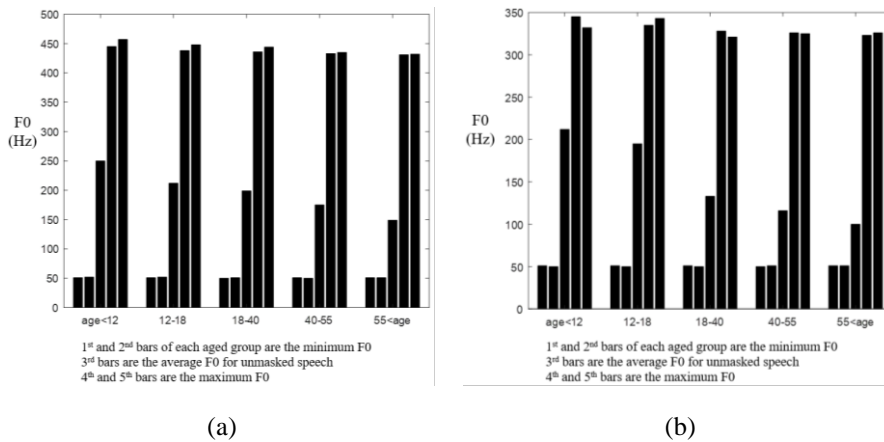 500
450
400
350
300
250
200
150
100
50
0
F0
(Hz)
age<12 12-18 18-40 40-55 55<age
1st and 2nd bars of each aged group are the minimum F0
3rd bars are the average F0 for unmasked speech
4th and 5th bars are the maximum F0
(a)
350
300
250
200
150
100
50
0
F0
(Hz)
age<12 12-18 18-40 40-55 55<age
1st and 2nd bars of each aged group are the minimum F0
3rd bars are the average F0 for unmasked speech
4th and 5th bars are the maximum F0
(b)